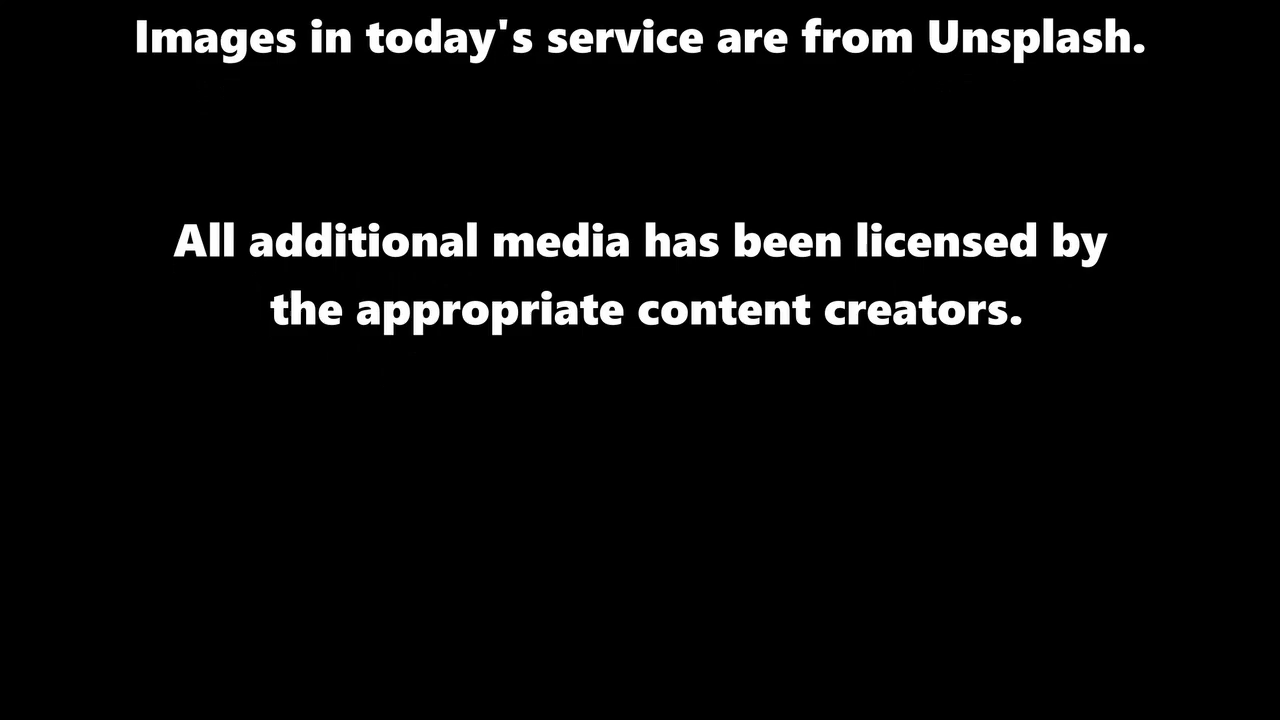 Images in today's service are from Unsplash.
All additional media has been licensed by
the appropriate content creators.